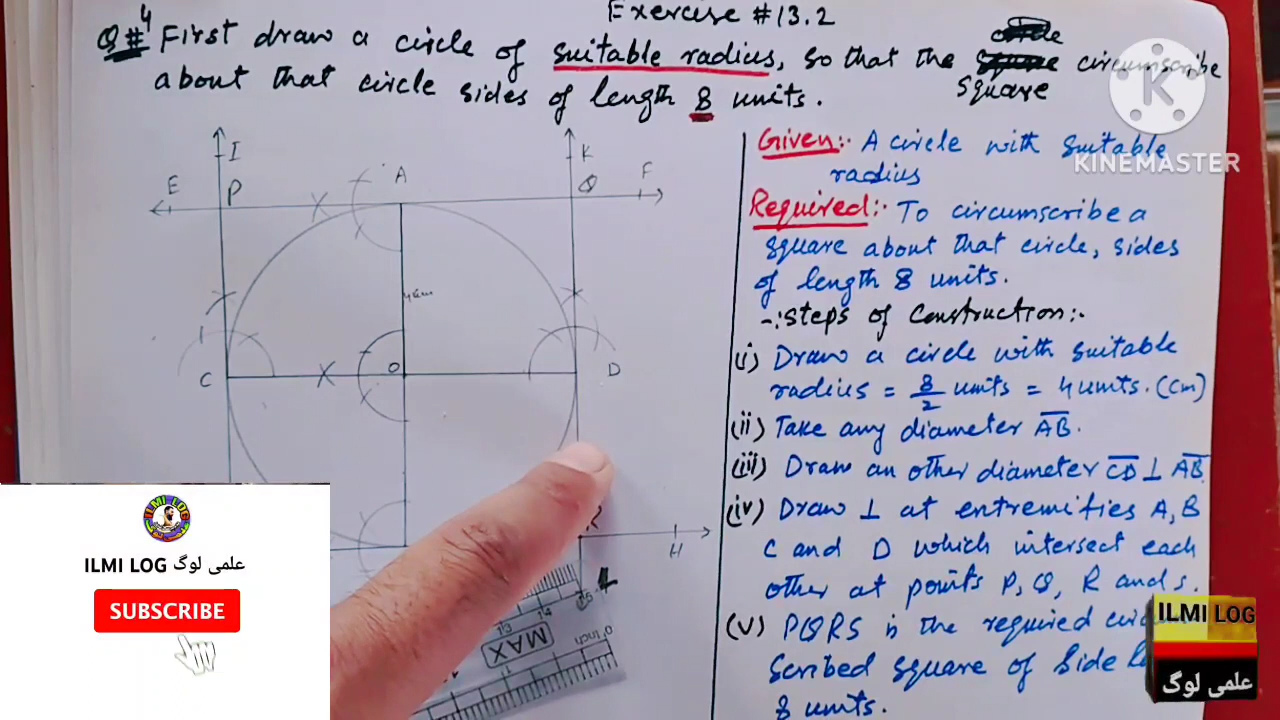 Exercise #13.2
Q#4 First draw a circle of suitable radius, so that the circumscribe
square
about that circle sides of length 8 units.
KINEMASTER
Given:- A circle with suitable
radius
Required:- To circumscribe a
square about that circle, sides
of length 8 units.
-:steps of construction:-
(i) Draw a circle with suitable
radius = 8/2 units = 4 units. (cm)
(ii) Take any diameter AB.
(iii) Draw an other diameter CD ⊥ AB
(iv) Draw ⊥ at entremities A, B
C and D which intersect each
other at points P, Q, R and s.
(v) PQRS is the required
scribed square of side
8 units.
I K
E P A Q F
4cm
C O D
R
H
MAX
0 inch
ILMI LOG علمی لوگ
SUBSCRIBE
ILMI LOG
علمی لوگ